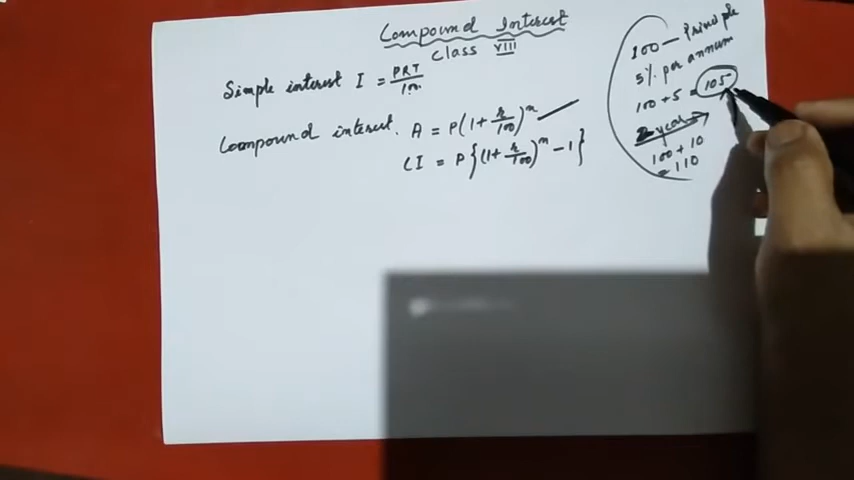 Compound Interest
Class VIII
Simple interest I = PRT/100
Compound interest. A = P(1 + r/100)^n
CI = P{(1 + r/100)^n - 1}
100 - Principle
5% per annum
100 + 5 = 105
2 year
100 + 10
= 110